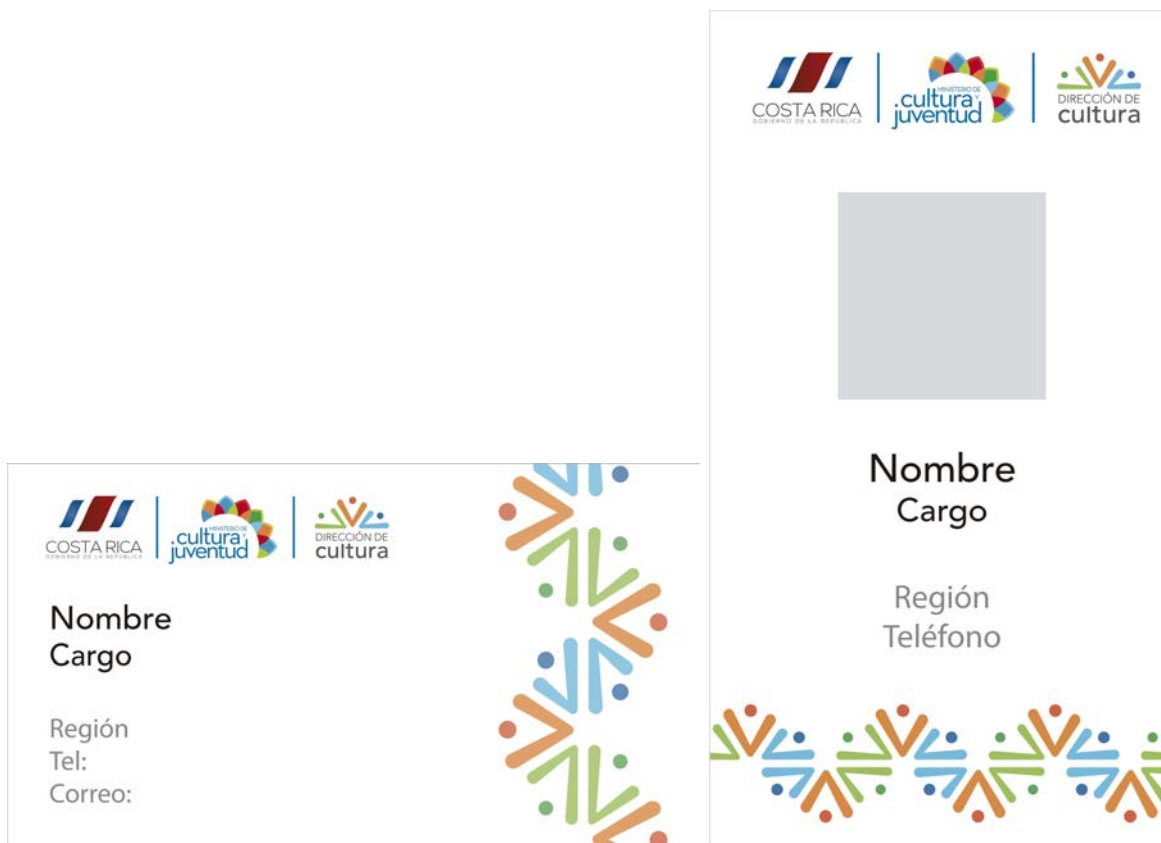 COSTA RICA
GOBIERNO DE LA REPÚBLICA
MINISTERIO DE
cultura y
juventud
DIRECCIÓN DE
cultura
Nombre
Cargo
Región
Tel:
Correo:
COSTA RICA
GOBIERNO DE LA REPÚBLICA
MINISTERIO DE
cultura y
juventud
DIRECCIÓN DE
cultura
Nombre
Cargo
Región
Teléfono